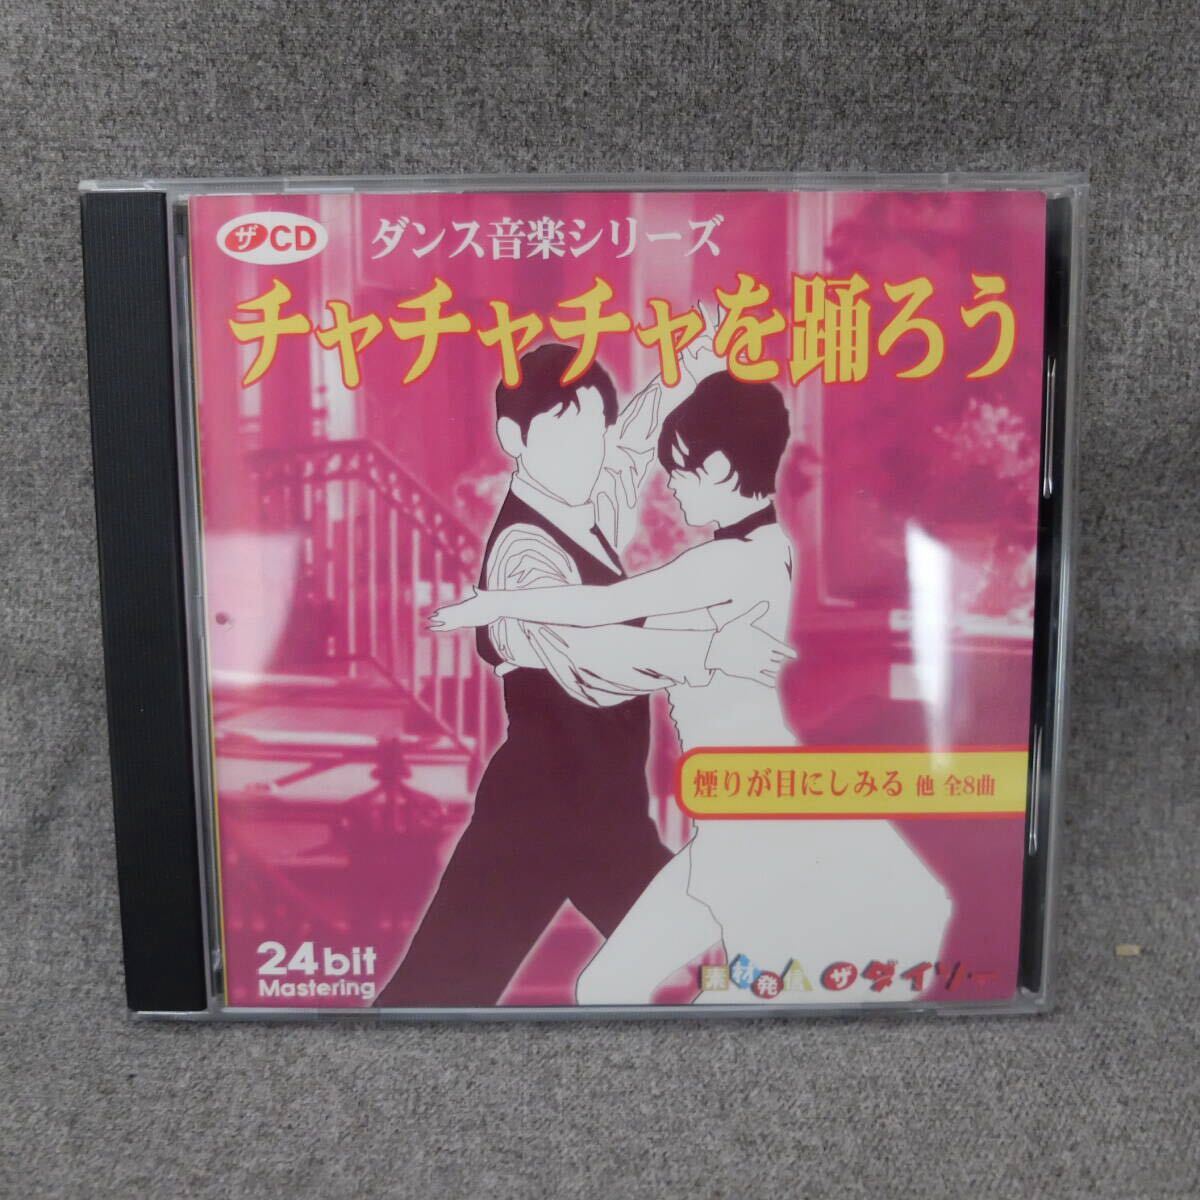 ザCD
ダンス音楽シリーズ
チャチャチャを踊ろう
煙りが目にしみる 他 全8曲
24bit
Mastering
素材発信 ザ・ダイソー